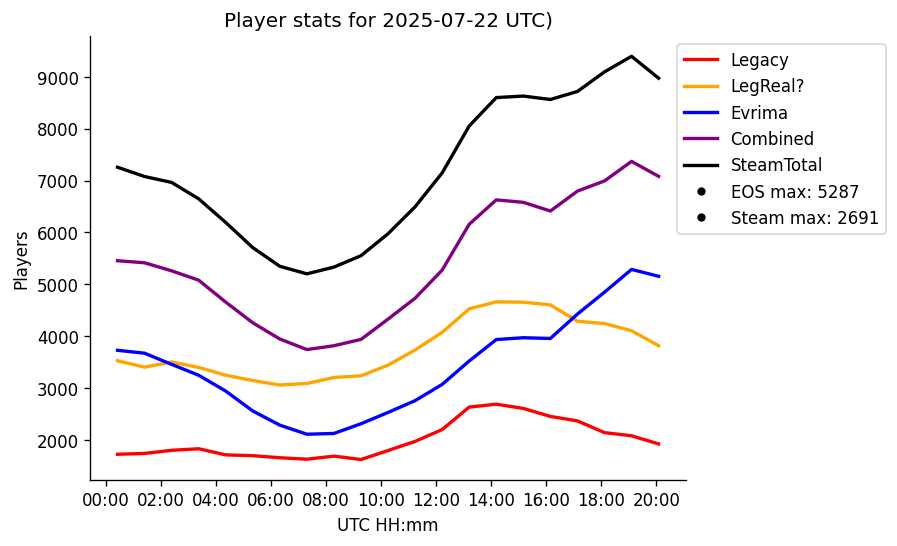 Player stats for 2025-07-22 UTC)
Legacy
LegReal?
Evrima
Combined
SteamTotal
EOS max: 5287
Steam max: 2691
Players
9000
8000
7000
6000
5000
4000
3000
2000
00:00 02:00 04:00 06:00 08:00 10:00 12:00 14:00 16:00 18:00 20:00
UTC HH:mm